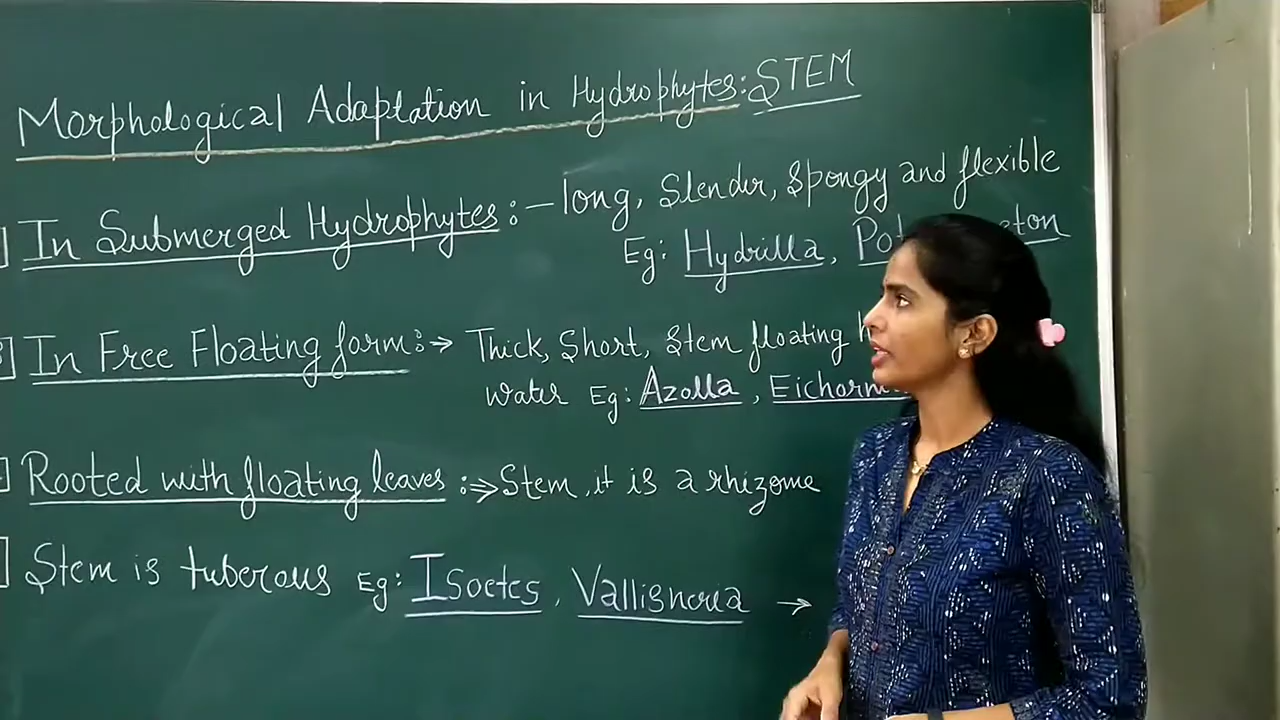 Morphological Adaptation in Hydrophytes: STEM
In Submerged Hydrophytes :- long, Slender, Spongy and flexible
Eg: Hydrilla,
In Free Floating form :→ Thick, Short, Stem floating
water Eg: Azolla,
Rooted with floating leaves :⇒ Stem, it is a rhizome
Stem is tuberous Eg: Isoetes, Vallisneria →